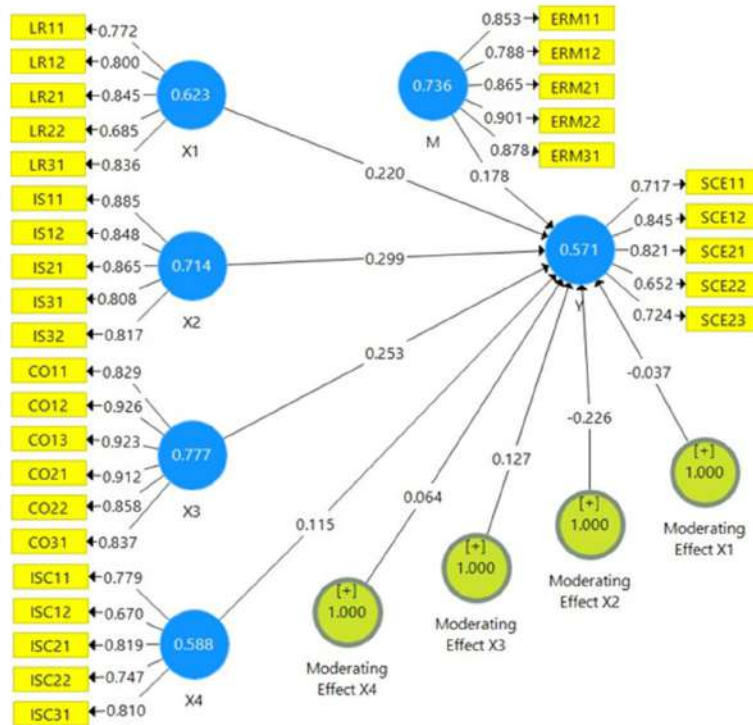 LR11
0.772
LR12
0.800
LR21
0.845
LR22
0.685
LR31
0.836
0.623
X1
IS11
0.885
IS12
0.848
IS21
0.865
IS31
0.808
IS32
0.817
0.714
X2
CO11
0.829
CO12
0.926
CO13
0.923
CO21
0.912
CO22
0.858
CO31
0.837
0.777
X3
ISC11
0.779
ISC12
0.670
ISC21
0.819
ISC22
0.747
ISC31
0.810
0.588
X4
0.736
M
0.853
ERM11
0.788
ERM12
0.865
ERM21
0.901
ERM22
0.878
ERM31
0.178
0.220
0.299
0.253
0.115
0.571
Y
0.717
SCE11
0.845
SCE12
0.821
SCE21
0.652
SCE22
0.724
SCE23
0.064
0.127
-0.226
-0.037
[+]
1.000
Moderating
Effect X4
[+]
1.000
Moderating
Effect X3
[+]
1.000
Moderating
Effect X2
[+]
1.000
Moderating
Effect X1